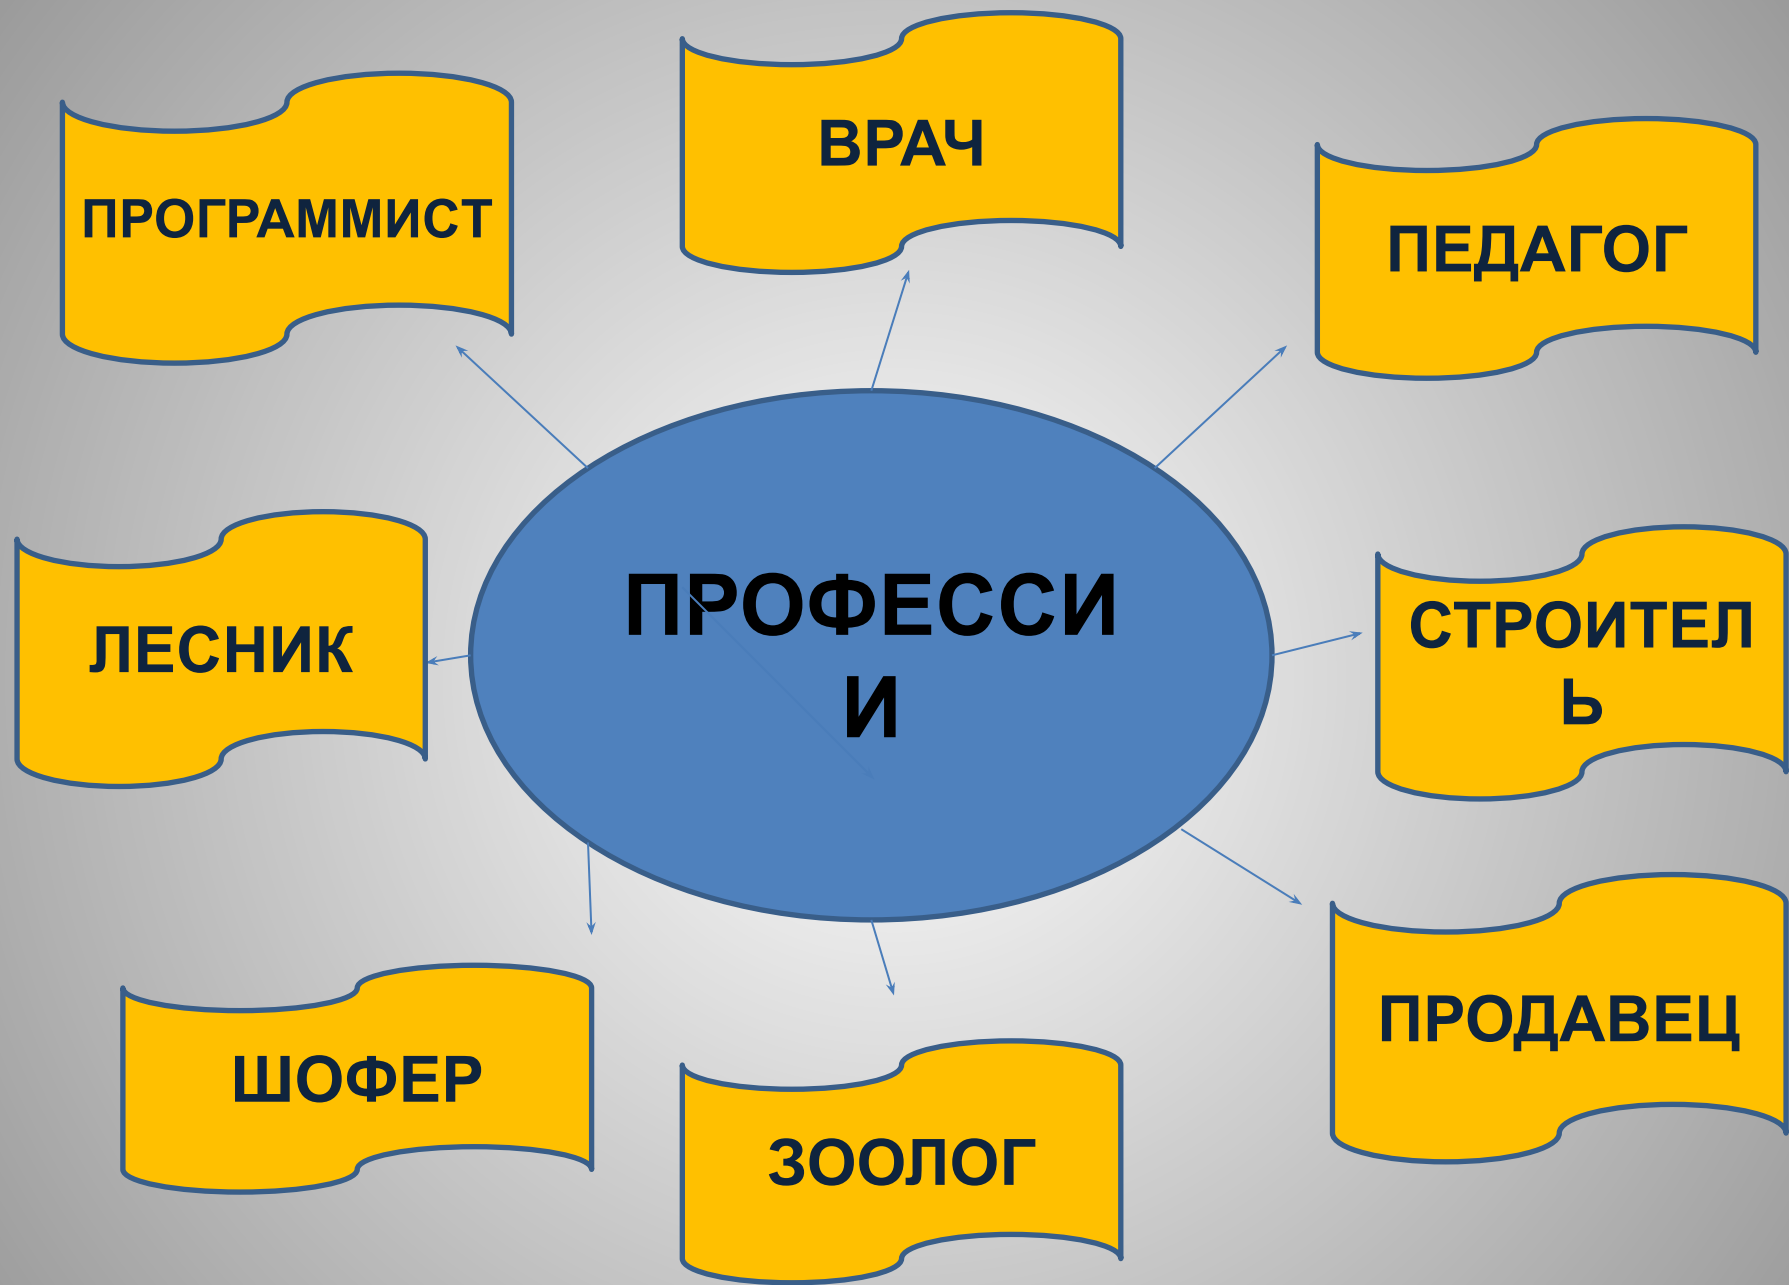 ВРАЧ
ПРОГРАММИСТ
ПЕДАГОГ
ПРОФЕССИ
И
ЛЕСНИК
СТРОИТЕЛ
Ь
ПРОДАВЕЦ
ШОФЕР
ЗООЛОГ